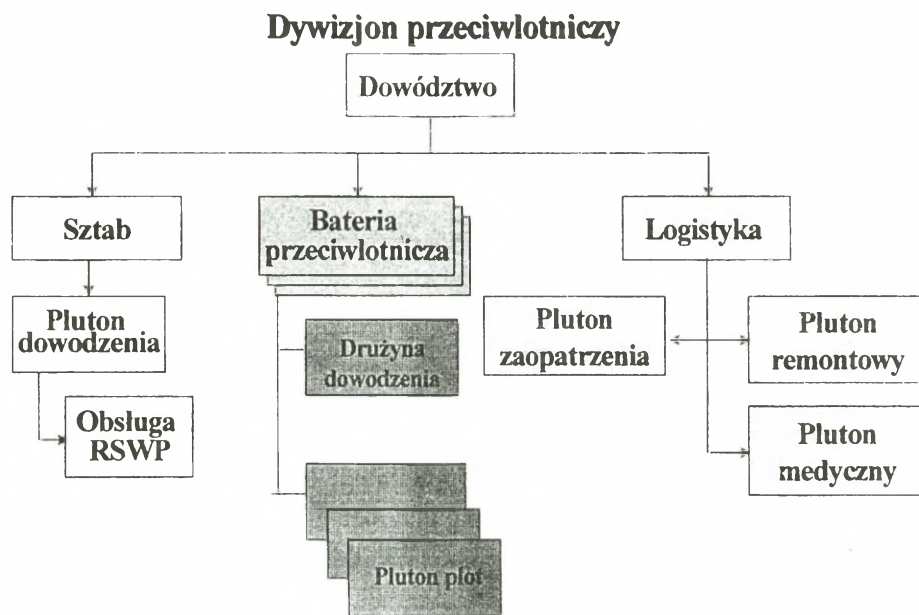 Dywizjon przeciwlotniczy
Dowództwo
Sztab
Bateria
przeciwlotnicza
Logistyka
Pluton
dowodzenia
Obsługa
RSWP
Drużyna
dowodzenia
Pluton plot
Pluton
zaopatrzenia
Pluton
remontowy
Pluton
medyczny